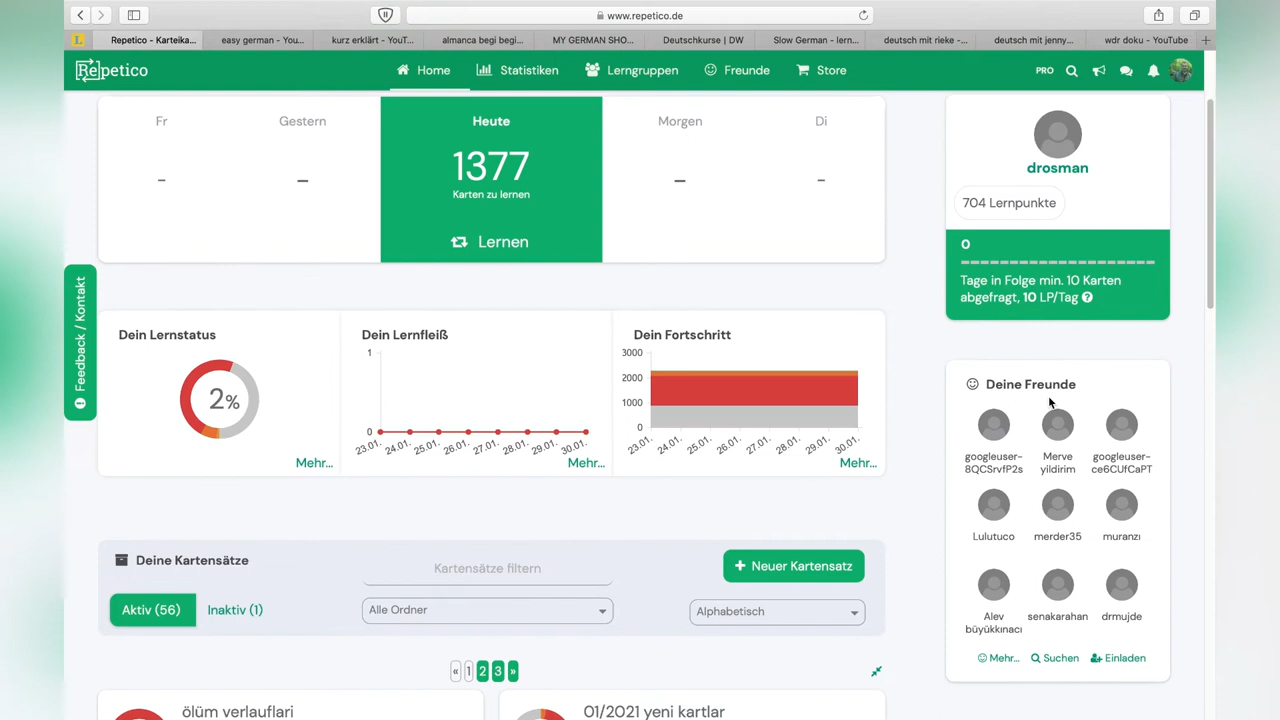 www.repetico.de
Repetico - Karteika...
easy german - You...
kurz erklärt - YouT...
almanca begi begi...
MY GERMAN SHO...
Deutschkurse | DW
Slow German - lern...
deutsch mit rieke -...
deutsch mit jenny...
wdr doku - YouTube
Repetico
Home
Statistiken
Lerngruppen
Freunde
Store
PRO
Fr
Gestern
Heute
Morgen
Di
-
–
1377
–
-
Karten zu lernen
Lernen
drosman
704 Lernpunkte
0
Tage in Folge min. 10 Karten
abgefragt, 10 LP/Tag
Feedback / Kontakt
Dein Lernstatus
2%
Mehr...
Dein Lernfleiß
1
0
23.01.
24.01.
25.01.
26.01.
27.01.
28.01.
29.01.
30.01.
Mehr...
Dein Fortschritt
3000
2000
1000
0
23.01.
24.01.
25.01.
26.01.
27.01.
28.01.
29.01.
30.01.
Mehr...
Deine Freunde
googleuser-
8QCSrvfP2s
Merve
yildirim
googleuser-
ce6CUfCaPT
Lulutuco
merder35
muranzı
Alev
büyükkınacı
senakarahan
drmujde
Mehr...
Suchen
Einladen
Deine Kartensätze
Kartensätze filtern
Neuer Kartensatz
Aktiv (56)
Inaktiv (1)
Alle Ordner
Alphabetisch
« 1 2 3 »
ölüm verlauflari
01/2021 yeni kartlar